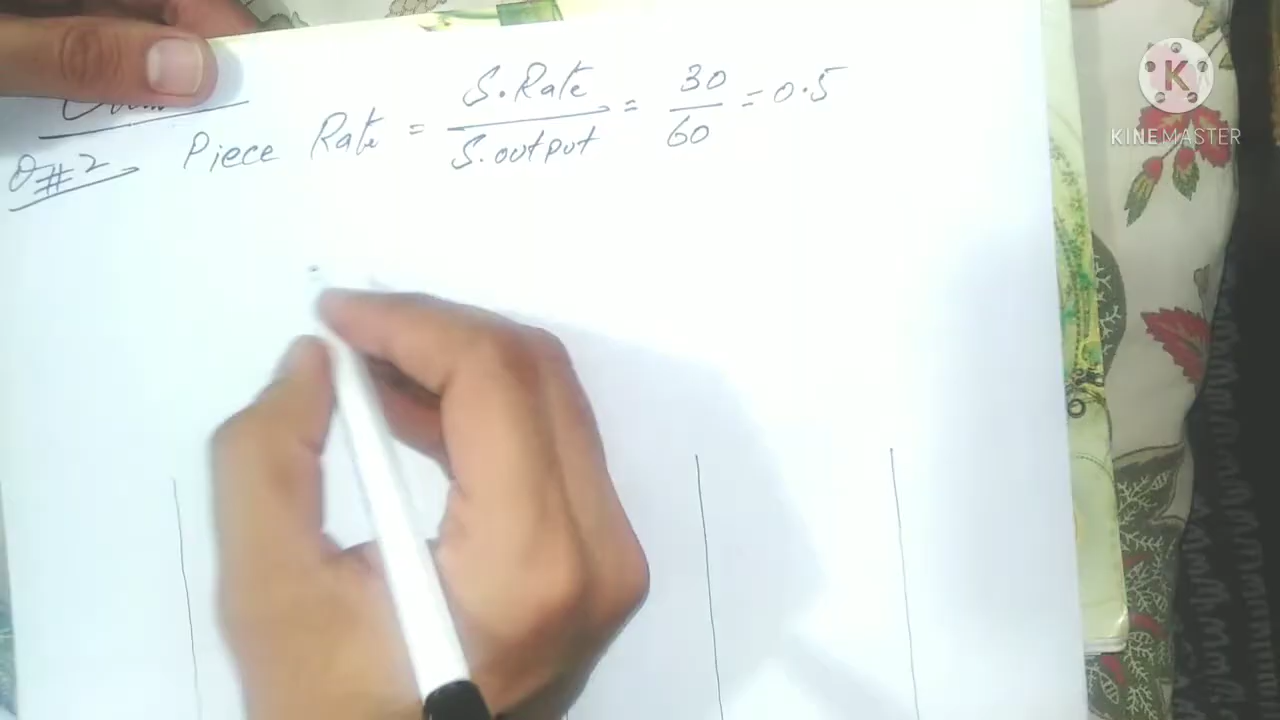 Q#2 Piece Rate = S.Rate / S.output = 30 / 60 = 0.5
K
KINEMASTER